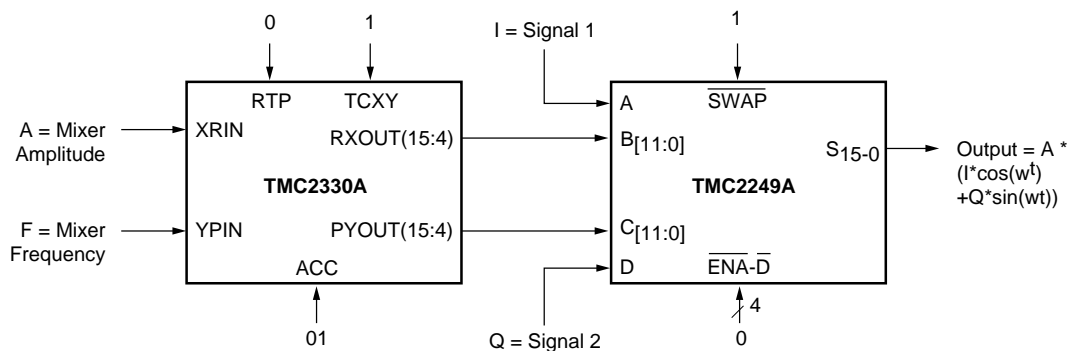 0
1
I = Signal 1
1
RTP
TCXY
A
SWAP
A = Mixer
Amplitude
XRIN
RXOUT(15:4)
B[11:0]
S15-0
Output = A *
(I*cos(wt)
+Q*sin(wt))
TMC2330A
TMC2249A
F = Mixer
Frequency
YPIN
PYOUT(15:4)
C[11:0]
ACC
D
ENA-D
4
01
Q = Signal 2
0